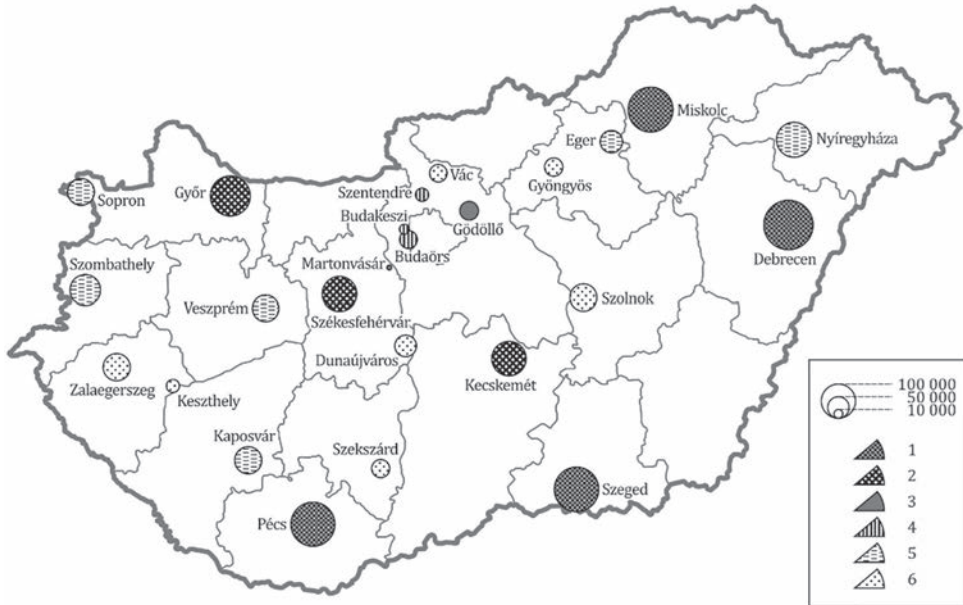 Miskolc
Eger
Nyíregyháza
Vác
Gyöngyös
Szentendre
Sopron
Győr
Budakeszi
Gödöllő
Budaörs
Debrecen
Szombathely
Martonvásár
Veszprém
Székesfehérvár
Szolnok
Dunaújváros
Zalaegerszeg
Keszthely
Kecskemét
Kaposvár
Szekszárd
Szeged
Pécs
100 000
50 000
10 000
1
2
3
4
5
6